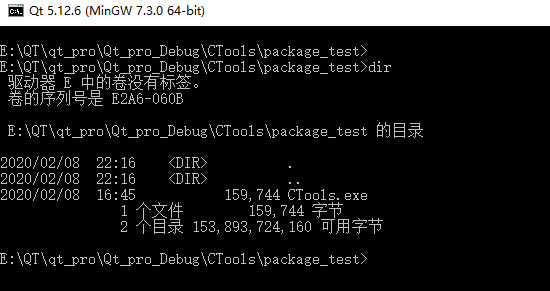 Qt 5.12.6 (MinGW 7.3.0 64-bit)
E:\QT\qt_pro\Qt_pro_Debug\CTools\package_test>
E:\QT\qt_pro\Qt_pro_Debug\CTools\package_test>dir
驱动器 E 中的卷没有标签。
卷的序列号是 E2A6-060B
E:\QT\qt_pro\Qt_pro_Debug\CTools\package_test 的目录
2020/02/08  22:16    <DIR>          .
2020/02/08  22:16    <DIR>          ..
2020/02/08  16:45           159,744 CTools.exe
1 个文件        159,744 字节
2 个目录 153,893,724,160 可用字节
E:\QT\qt_pro\Qt_pro_Debug\CTools\package_test>